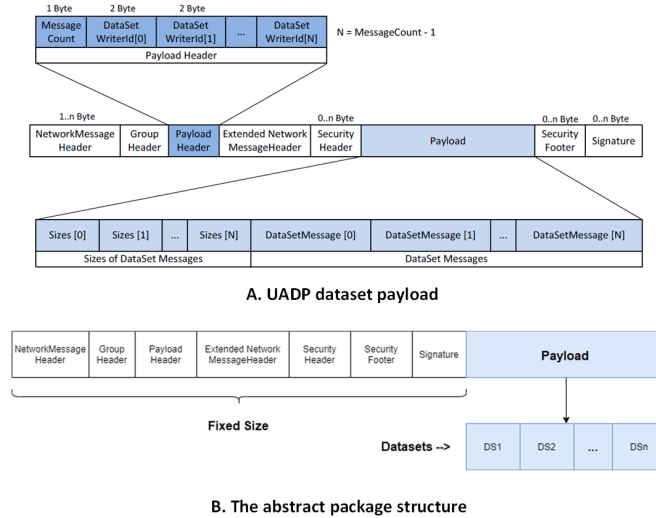 1 Byte 2 Byte 2 Byte
Message Count DataSet WriterId[0] DataSet WriterId[1] ... DataSet WriterId[N] N = MessageCount - 1
Payload Header
1..n Byte 0..n Byte 0..n Byte 0..n Byte
NetworkMessage Header Group Header Payload Header Extended Network MessageHeader Security Header Payload Security Footer Signature
Sizes [0] Sizes [1] ... Sizes [N] DataSetMessage [0] DataSetMessage [1] ... DataSetMessage [N]
Sizes of DataSet Messages DataSet Messages
A. UADP dataset payload
NetworkMessage Header Group Header Payload Header Extended Network MessageHeader Security Header Security Footer Signature Payload
Fixed Size
Datasets --> DS1 DS2 ... DSn
B. The abstract package structure